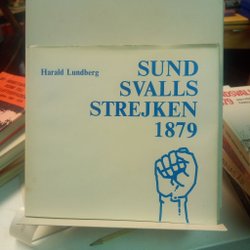 Harald Lundberg
SUND
SVALLS
STREJKEN
1879